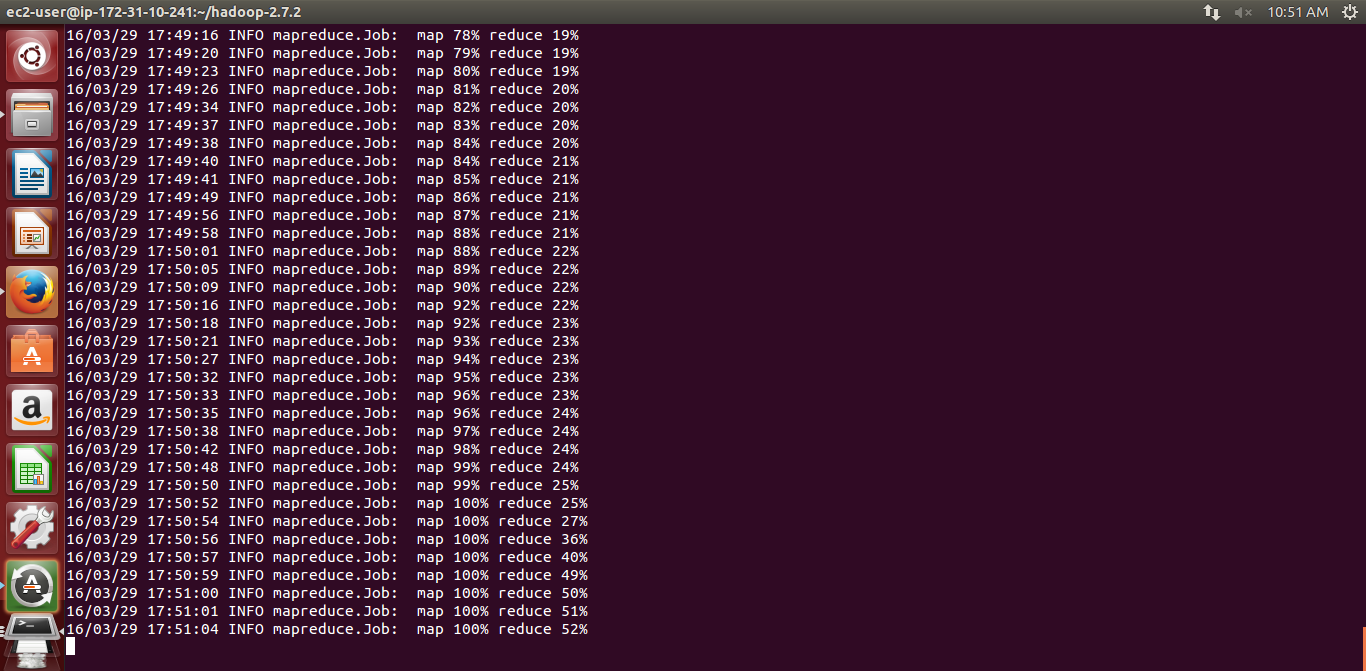 ec2-user@ip-172-31-10-241:~/hadoop-2.7.2
10:51 AM
16/03/29 17:49:16 INFO mapreduce.Job:  map 78% reduce 19%
16/03/29 17:49:20 INFO mapreduce.Job:  map 79% reduce 19%
16/03/29 17:49:23 INFO mapreduce.Job:  map 80% reduce 19%
16/03/29 17:49:26 INFO mapreduce.Job:  map 81% reduce 20%
16/03/29 17:49:34 INFO mapreduce.Job:  map 82% reduce 20%
16/03/29 17:49:37 INFO mapreduce.Job:  map 83% reduce 20%
16/03/29 17:49:38 INFO mapreduce.Job:  map 84% reduce 20%
16/03/29 17:49:40 INFO mapreduce.Job:  map 84% reduce 21%
16/03/29 17:49:41 INFO mapreduce.Job:  map 85% reduce 21%
16/03/29 17:49:49 INFO mapreduce.Job:  map 86% reduce 21%
16/03/29 17:49:56 INFO mapreduce.Job:  map 87% reduce 21%
16/03/29 17:49:58 INFO mapreduce.Job:  map 88% reduce 21%
16/03/29 17:50:01 INFO mapreduce.Job:  map 88% reduce 22%
16/03/29 17:50:05 INFO mapreduce.Job:  map 89% reduce 22%
16/03/29 17:50:09 INFO mapreduce.Job:  map 90% reduce 22%
16/03/29 17:50:16 INFO mapreduce.Job:  map 92% reduce 22%
16/03/29 17:50:18 INFO mapreduce.Job:  map 92% reduce 23%
16/03/29 17:50:21 INFO mapreduce.Job:  map 93% reduce 23%
16/03/29 17:50:27 INFO mapreduce.Job:  map 94% reduce 23%
16/03/29 17:50:32 INFO mapreduce.Job:  map 95% reduce 23%
16/03/29 17:50:33 INFO mapreduce.Job:  map 96% reduce 23%
16/03/29 17:50:35 INFO mapreduce.Job:  map 96% reduce 24%
16/03/29 17:50:38 INFO mapreduce.Job:  map 97% reduce 24%
16/03/29 17:50:42 INFO mapreduce.Job:  map 98% reduce 24%
16/03/29 17:50:48 INFO mapreduce.Job:  map 99% reduce 24%
16/03/29 17:50:50 INFO mapreduce.Job:  map 99% reduce 25%
16/03/29 17:50:52 INFO mapreduce.Job:  map 100% reduce 25%
16/03/29 17:50:54 INFO mapreduce.Job:  map 100% reduce 27%
16/03/29 17:50:56 INFO mapreduce.Job:  map 100% reduce 36%
16/03/29 17:50:57 INFO mapreduce.Job:  map 100% reduce 40%
16/03/29 17:50:59 INFO mapreduce.Job:  map 100% reduce 49%
16/03/29 17:51:00 INFO mapreduce.Job:  map 100% reduce 50%
16/03/29 17:51:01 INFO mapreduce.Job:  map 100% reduce 51%
16/03/29 17:51:04 INFO mapreduce.Job:  map 100% reduce 52%